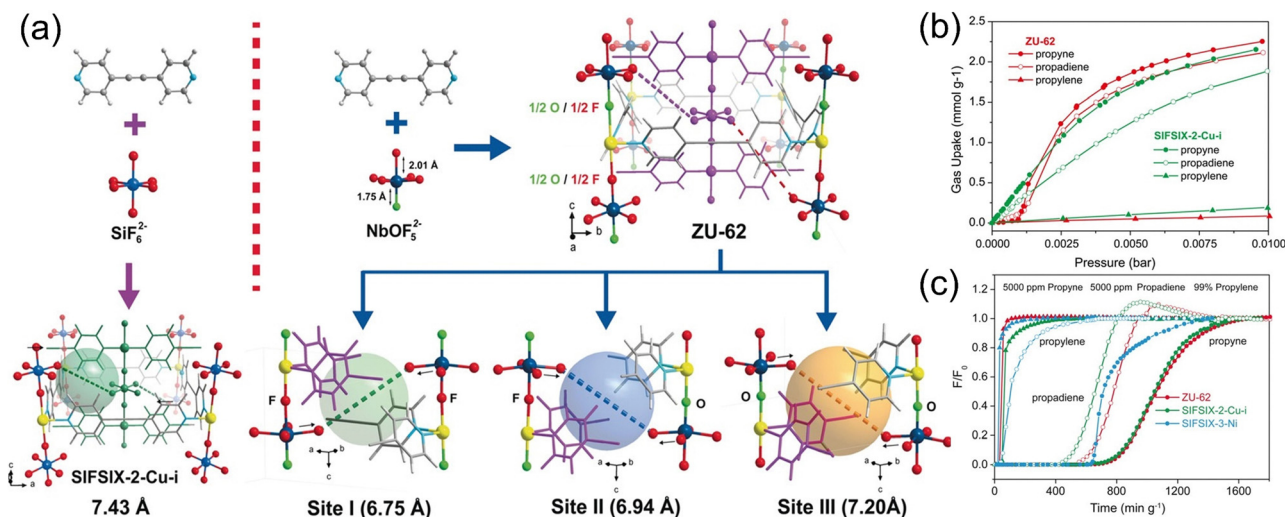 (a)
SiF₆²⁻
2.01 Å
1.75 Å
NbOF₅²⁻
1/2 O / 1/2 F
1/2 O / 1/2 F
c
b
a
ZU-62
c
a
SIFSIX-2-Cu-i
7.43 Å
F
F
a
b
c
Site I (6.75 Å)
O
a
b
c
Site II (6.94 Å)
O
a
b
c
Site III (7.20Å)
(b)
Gas Uptake (mmol g-1)
2.5
2.0
1.5
1.0
0.5
0.0
ZU-62
propyne
propadiene
propylene
SIFSIX-2-Cu-i
propyne
propadiene
propylene
0.0000
0.0025
0.0050
0.0075
0.0100
Pressure (bar)
(c)
F/F₀
1.2
1.0
0.8
0.6
0.4
0.2
0.0
5000 ppm Propyne
5000 ppm Propadiene
99% Propylene
propylene
propyne
propadiene
ZU-62
SIFSIX-2-Cu-i
SIFSIX-3-Ni
0
400
800
1200
1600
Time (min g⁻¹)